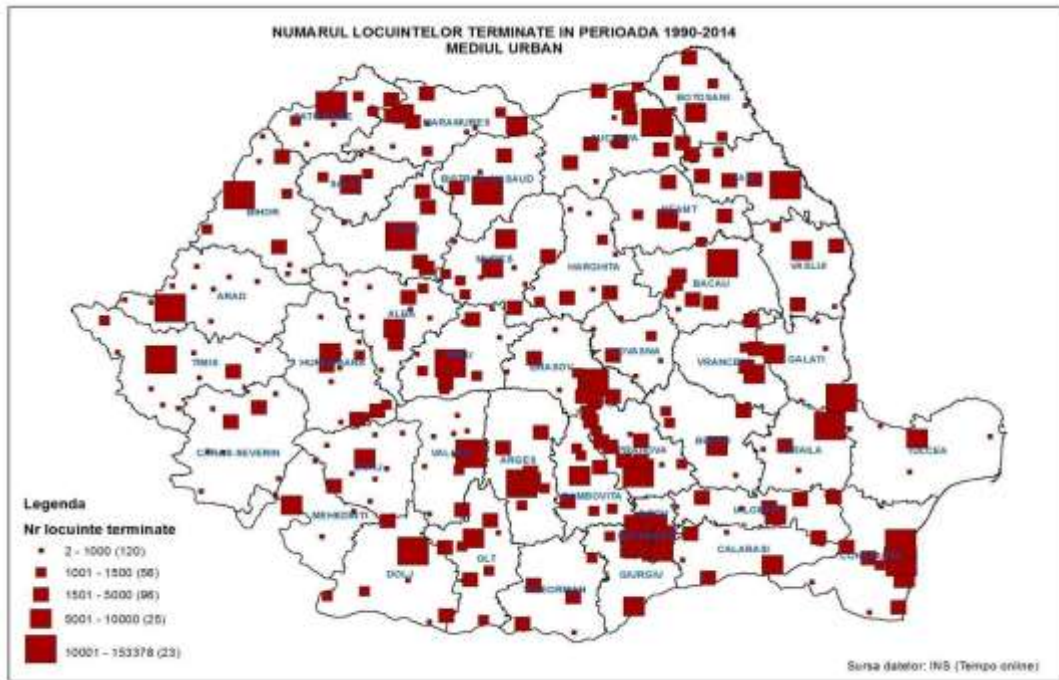 NUMARUL LOCUINTELOR TERMINATE IN PERIOADA 1990-2014
MEDIUL URBAN
BOTOSANI
MARAMURES
BIHOR
NEAMT
HARGHITA
VASLUI
BACAU
ARAD
ALBA
TIMIS
HUNEDOARA
BRASOV
COVASNA
VRANCEA
GALATI
CARAS-SEVERIN
ARGES
PRAHOVA
BRAILA
TULCEA
DAMBOVITA
MEHEDINTI
IALOMITA
CALARASI
DOLJ
OLT
GIURGIU
Legenda
Nr locuinte terminate
2 - 1000 (120)
1001 - 1500 (56)
1501 - 5000 (96)
5001 - 10000 (25)
10001 - 153378 (23)
Sursa datelor: INS (Tempo online)